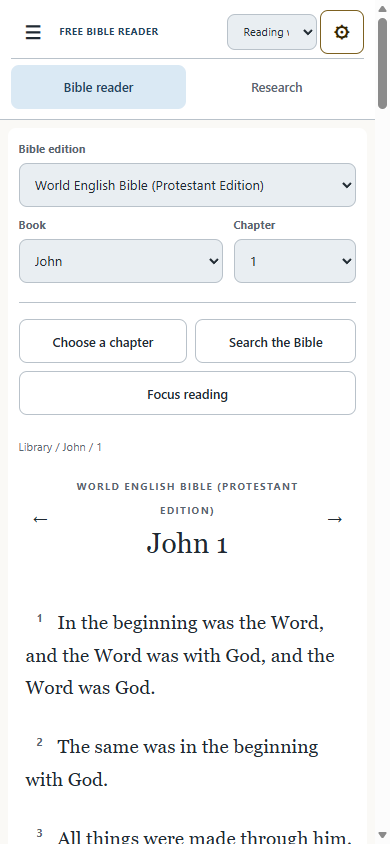 FREE BIBLE READER
Reading
Bible reader
Research
Bible edition
World English Bible (Protestant Edition)
Book
Chapter
John
1
Choose a chapter
Search the Bible
Focus reading
Library / John / 1
WORLD ENGLISH BIBLE (PROTESTANT
EDITION)
← →
John 1
1 In the beginning was the Word,
and the Word was with God, and the
Word was God.
2 The same was in the beginning
with God.
3 All things were made through him.